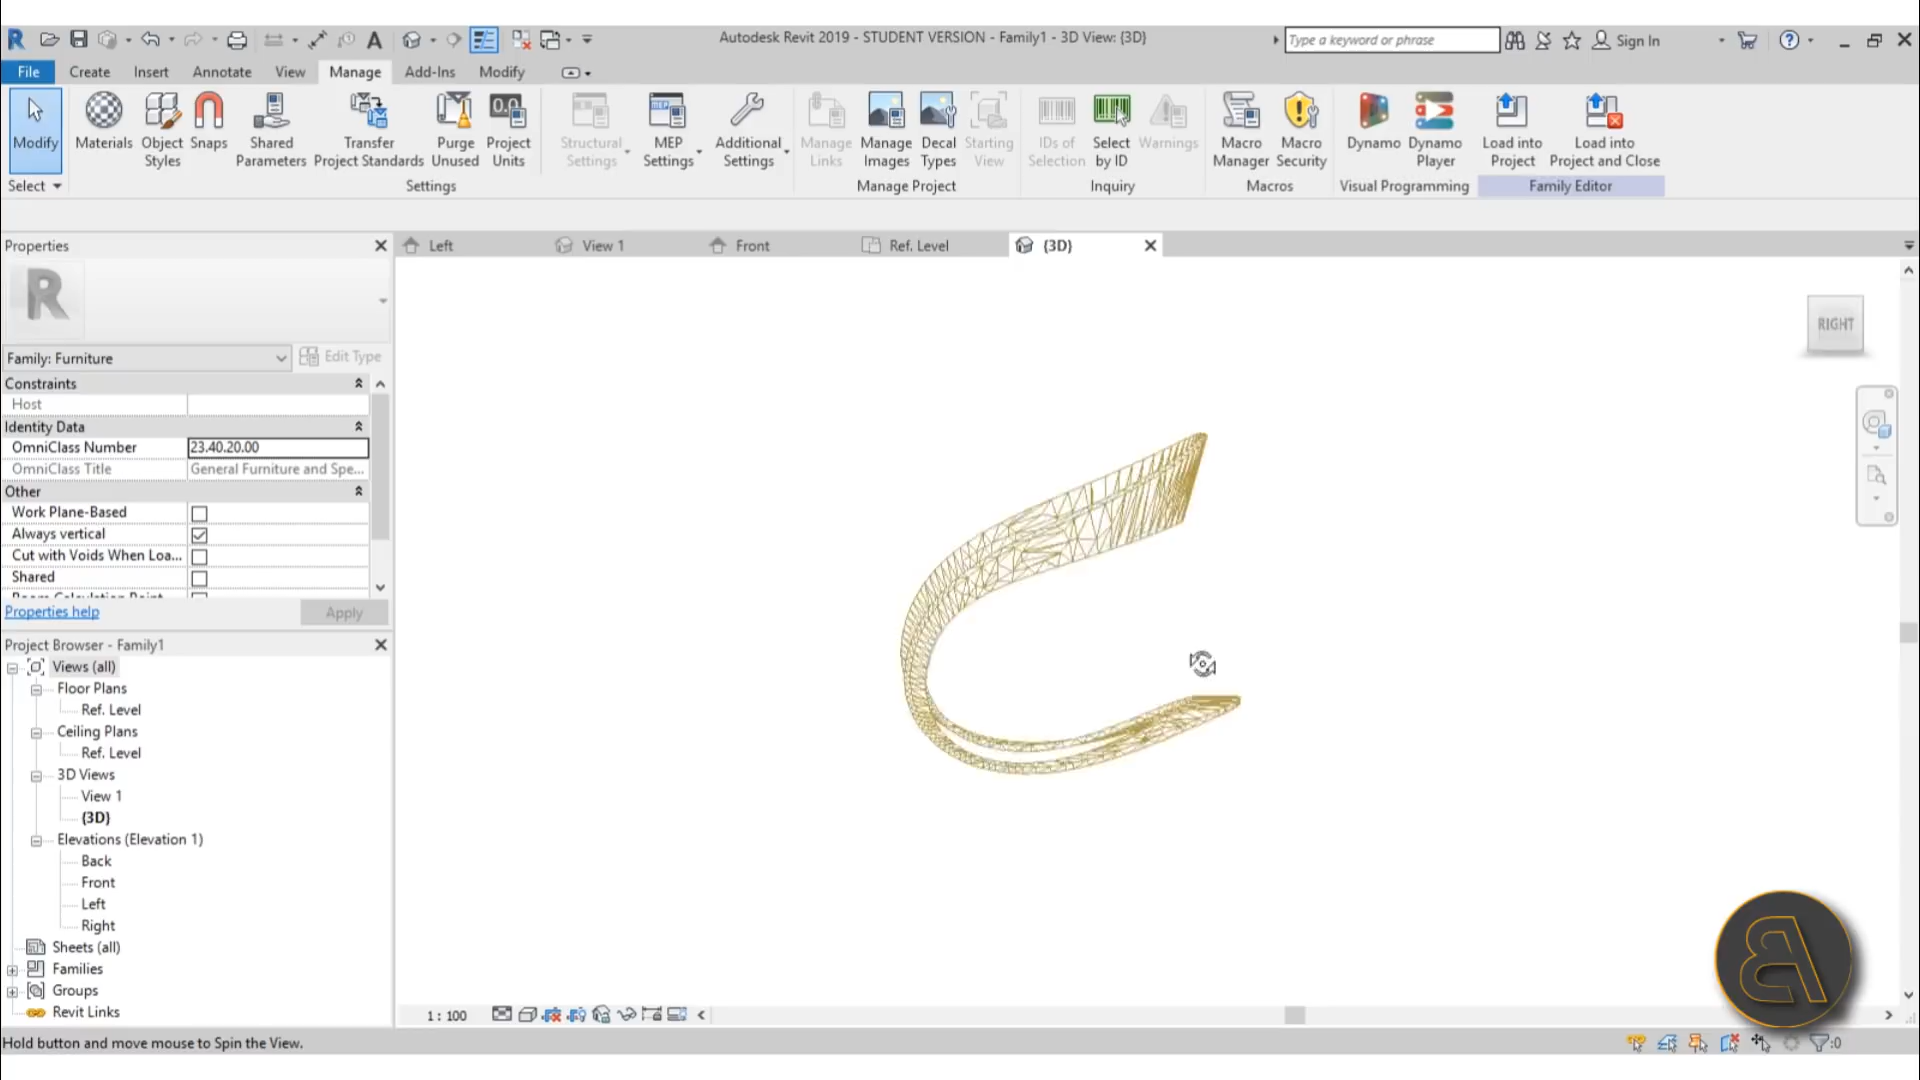 Autodesk Revit 2019 - STUDENT VERSION - Family1 - 3D View: {3D}
Type a keyword or phrase
Sign In
File Create Insert Annotate View Manage Add-Ins Modify
Modify
Materials
Object Styles
Snaps
Shared Parameters
Transfer Project Standards
Purge Unused
Project Units
Structural Settings
MEP Settings
Additional Settings
Manage Links
Manage Images
Decal Types
Starting View
IDs of Selection
Select by ID
Warnings
Macro Manager
Macro Security
Dynamo
Dynamo Player
Load into Project
Load into Project and Close
Select Settings Manage Project Inquiry Macros Visual Programming Family Editor
Properties
Left View 1 Front Ref. Level {3D}
RIGHT
Family: Furniture Edit Type
Constraints
Host
Identity Data
OmniClass Number 23.40.20.00
OmniClass Title General Furniture and Spe...
Other
Work Plane-Based
Always vertical
Cut with Voids When Loa...
Shared
Room Calculation Point
Properties help Apply
Project Browser - Family1
Views (all)
Floor Plans
Ref. Level
Ceiling Plans
Ref. Level
3D Views
View 1
{3D}
Elevations (Elevation 1)
Back
Front
Left
Right
Sheets (all)
Families
Groups
Revit Links
1 : 100
Hold button and move mouse to Spin the View.
:0